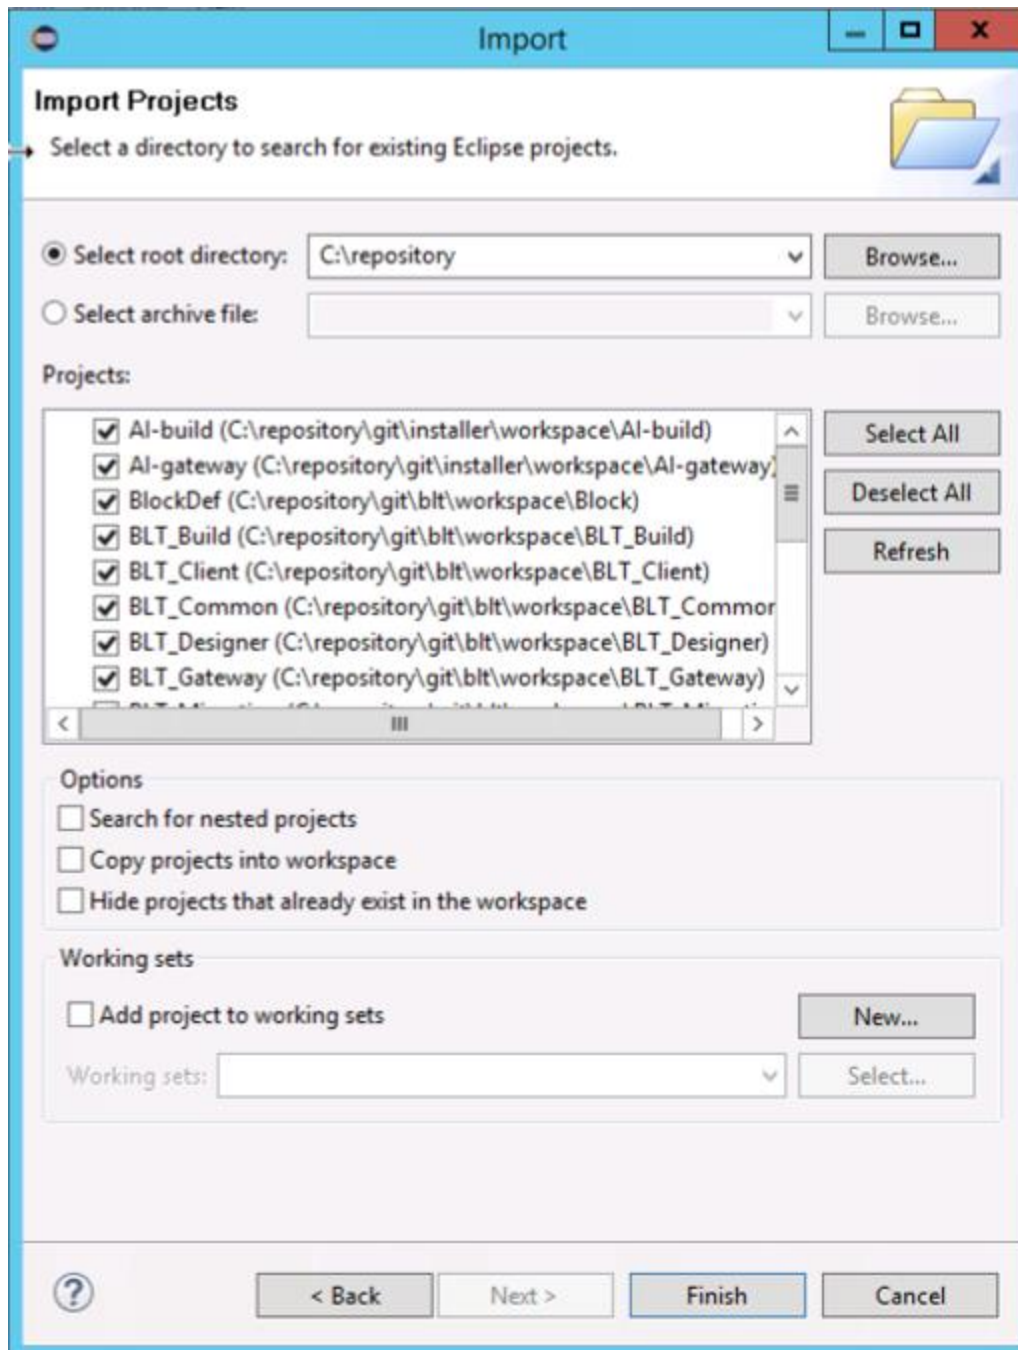 Import
Import Projects
Select a directory to search for existing Eclipse projects.
Select root directory: C:\repository Browse...
Select archive file: Browse...
Projects:
AI-build (C:\repository\git\installer\workspace\AI-build) Select All
AI-gateway (C:\repository\git\installer\workspace\AI-gateway)
BlockDef (C:\repository\git\blt\workspace\Block) Deselect All
BLT_Build (C:\repository\git\blt\workspace\BLT_Build) Refresh
BLT_Client (C:\repository\git\blt\workspace\BLT_Client)
BLT_Common (C:\repository\git\blt\workspace\BLT_Common
BLT_Designer (C:\repository\git\blt\workspace\BLT_Designer)
BLT_Gateway (C:\repository\git\blt\workspace\BLT_Gateway)
Options
Search for nested projects
Copy projects into workspace
Hide projects that already exist in the workspace
Working sets
Add project to working sets New...
Working sets: Select...
? < Back Next > Finish Cancel